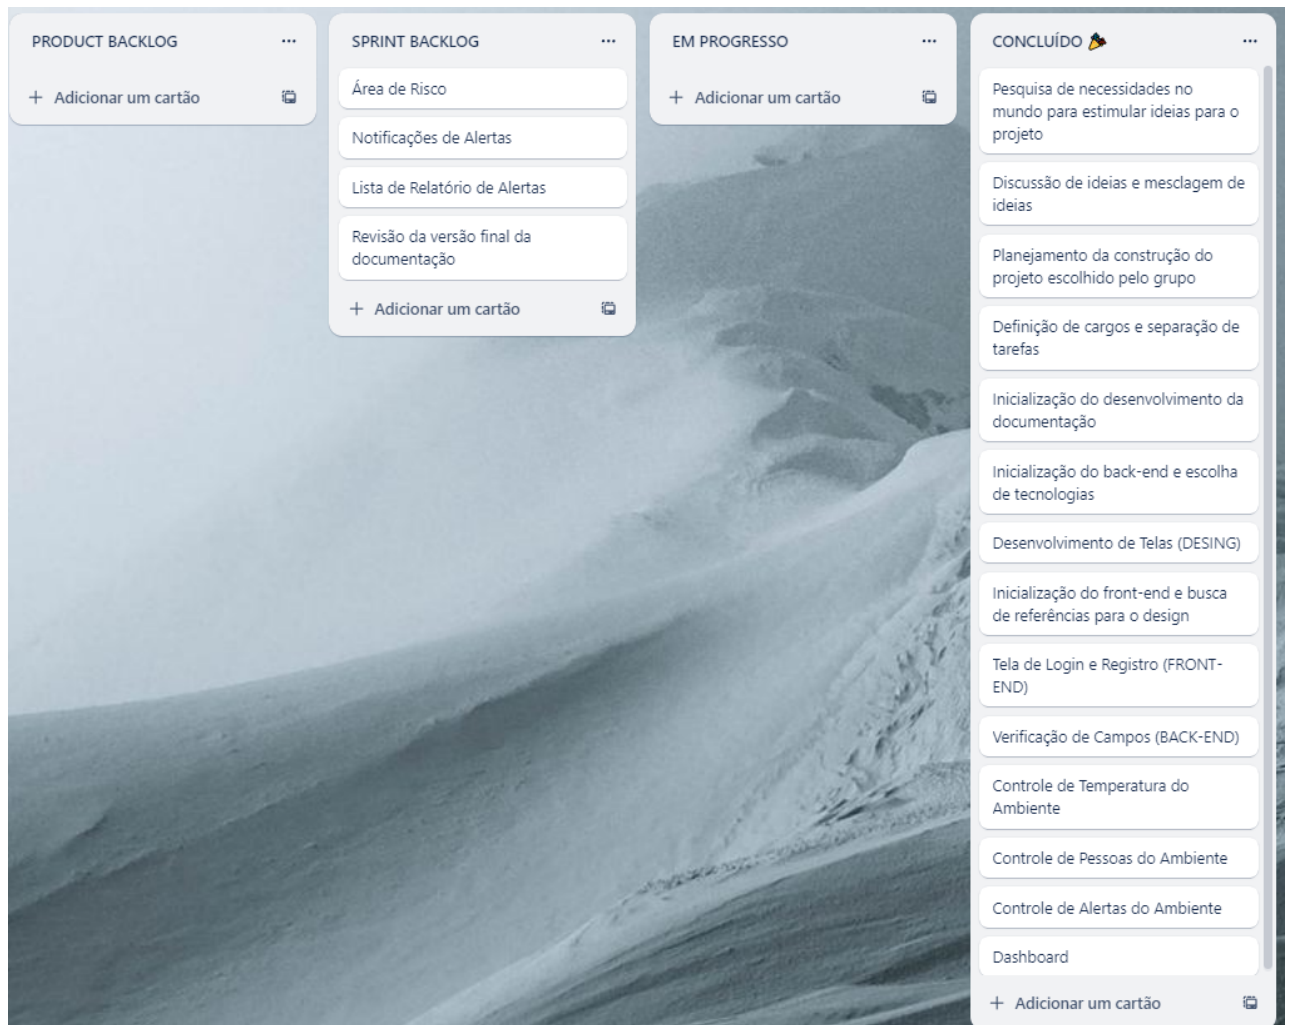 PRODUCT BACKLOG
Adicionar um cartão
SPRINT BACKLOG
Área de Risco
Notificações de Alertas
Lista de Relatório de Alertas
Revisão da versão final da
documentação
Adicionar um cartão
EM PROGRESSO
Adicionar um cartão
CONCLUÍDO 🎉
Pesquisa de necessidades no
mundo para estimular ideias para o
projeto
Discussão de ideias e mesclagem de
ideias
Planejamento da construção do
projeto escolhido pelo grupo
Definição de cargos e separação de
tarefas
Inicialização do desenvolvimento da
documentação
Inicialização do back-end e escolha
de tecnologias
Desenvolvimento de Telas (DESING)
Inicialização do front-end e busca
de referências para o design
Tela de Login e Registro (FRONT-
END)
Verificação de Campos (BACK-END)
Controle de Temperatura do
Ambiente
Controle de Pessoas do Ambiente
Controle de Alertas do Ambiente
Dashboard
Adicionar um cartão